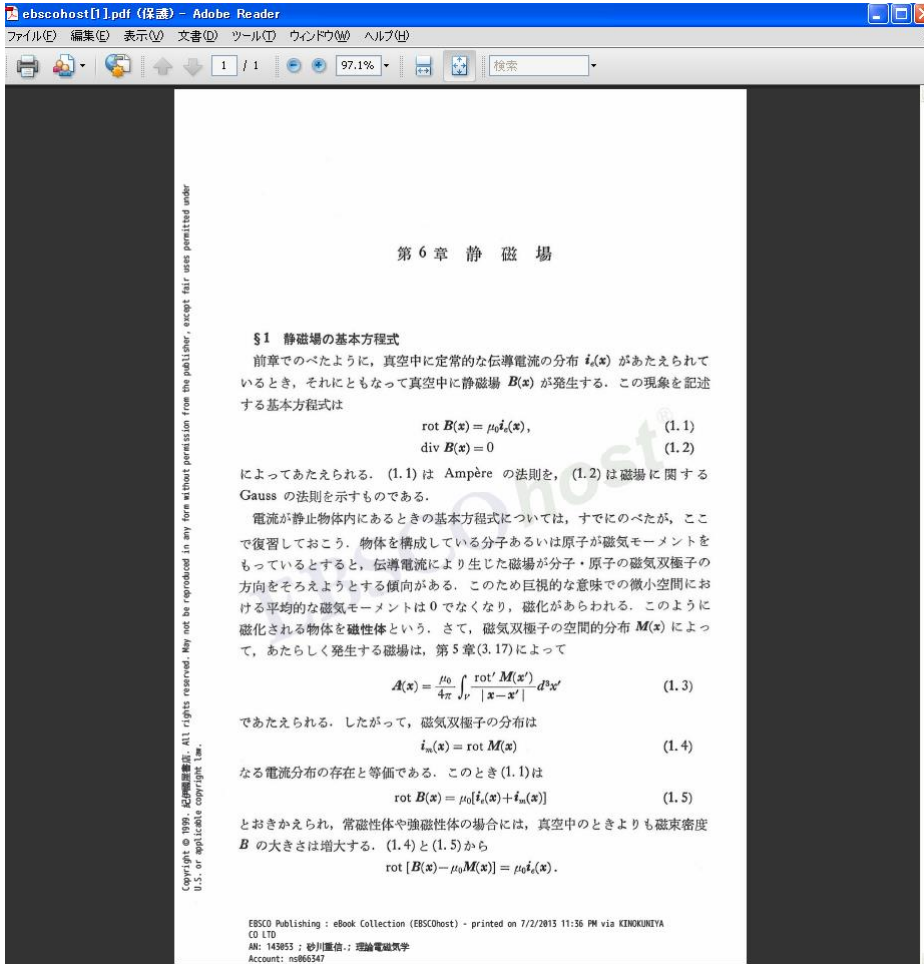 ebscohost[1].pdf (保護) - Adobe Reader
ファイル(F) 編集(E) 表示(V) 文書(D) ツール(T) ウィンドウ(W) ヘルプ(H)
1 / 1 97.1% 検索
第6章 静磁場
§1 静磁場の基本方程式
前章でのべたように,真空中に定常的な伝導電流の分布 i_e(x) があたえられて
いるとき,それにともなって真空中に静磁場 B(x) が発生する.この現象を記述
する基本方程式は
rot B(x) = μ₀i_e(x), (1.1)
div B(x) = 0 (1.2)
によってあたえられる. (1.1) は Ampère の法則を, (1.2) は磁場に関する
Gauss の法則を示すものである.
電流が静止物体内にあるときの基本方程式については,すでにのべたが,ここ
で復習しておこう.物体を構成している分子あるいは原子が磁気モーメントを
もっているとすると,伝導電流により生じた磁場が分子・原子の磁気双極子の
方向をそろえようとする傾向がある.このため巨視的な意味での微小空間にお
ける平均的な磁気モーメントは0でなくなり,磁化があらわれる.このように
磁化される物体を磁性体という.さて,磁気双極子の空間的分布 M(x) によっ
て,あたらしく発生する磁場は,第5章(3,17)によって
A(x) = μ₀/4π ∫_V rot′ M(x′)/|x−x′| d³x′ (1.3)
であたえられる.したがって,磁気双極子の分布は
i_m(x) = rot M(x) (1.4)
なる電流分布の存在と等価である.このとき(1.1)は
rot B(x) = μ₀[i_e(x)+i_m(x)] (1.5)
とおきかえられ,常磁性体や強磁性体の場合には,真空中のときよりも磁束密度
B の大きさは増大する. (1.4)と(1.5)から
rot [B(x)−μ₀M(x)] = μ₀i_e(x).
EBSCO Publishing : eBook Collection (EBSCOhost) - printed on 7/2/2013 11:36 PM via KINOKUNIYA
CO LTD
AN: 143053 ; 砂川重信.; 理論電磁気学
Account: ns066347
Copyright © 1999. 紀伊國屋書店. All rights reserved. May not be reproduced in any form without permission from the publisher, except fair uses permitted under
U.S. or applicable copyright law.
EBSCOhost®